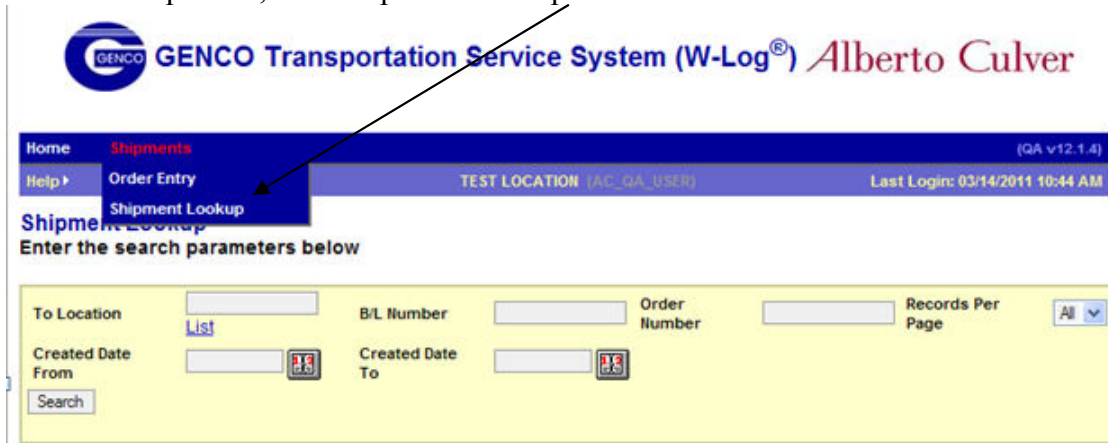 GENCO GENCO Transportation Service System (W-Log®) Alberto Culver
Home Shipments (QA v12.1.4)
Help Order Entry TEST LOCATION (AC_QA_USER) Last Login: 03/14/2011 10:44 AM
Shipment Lookup
Enter the search parameters below
To Location List B/L Number Order Number Records Per Page All
Created Date From Created Date To
Search